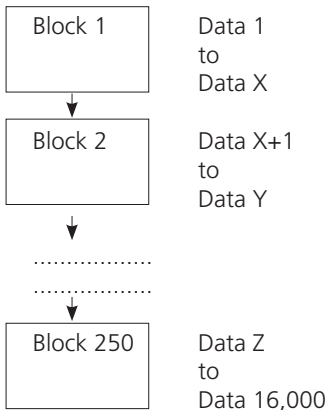 Block 1 Data 1
to
Data X
Block 2 Data X+1
to
Data Y
..................
..................
Block 250 Data Z
to
Data 16,000